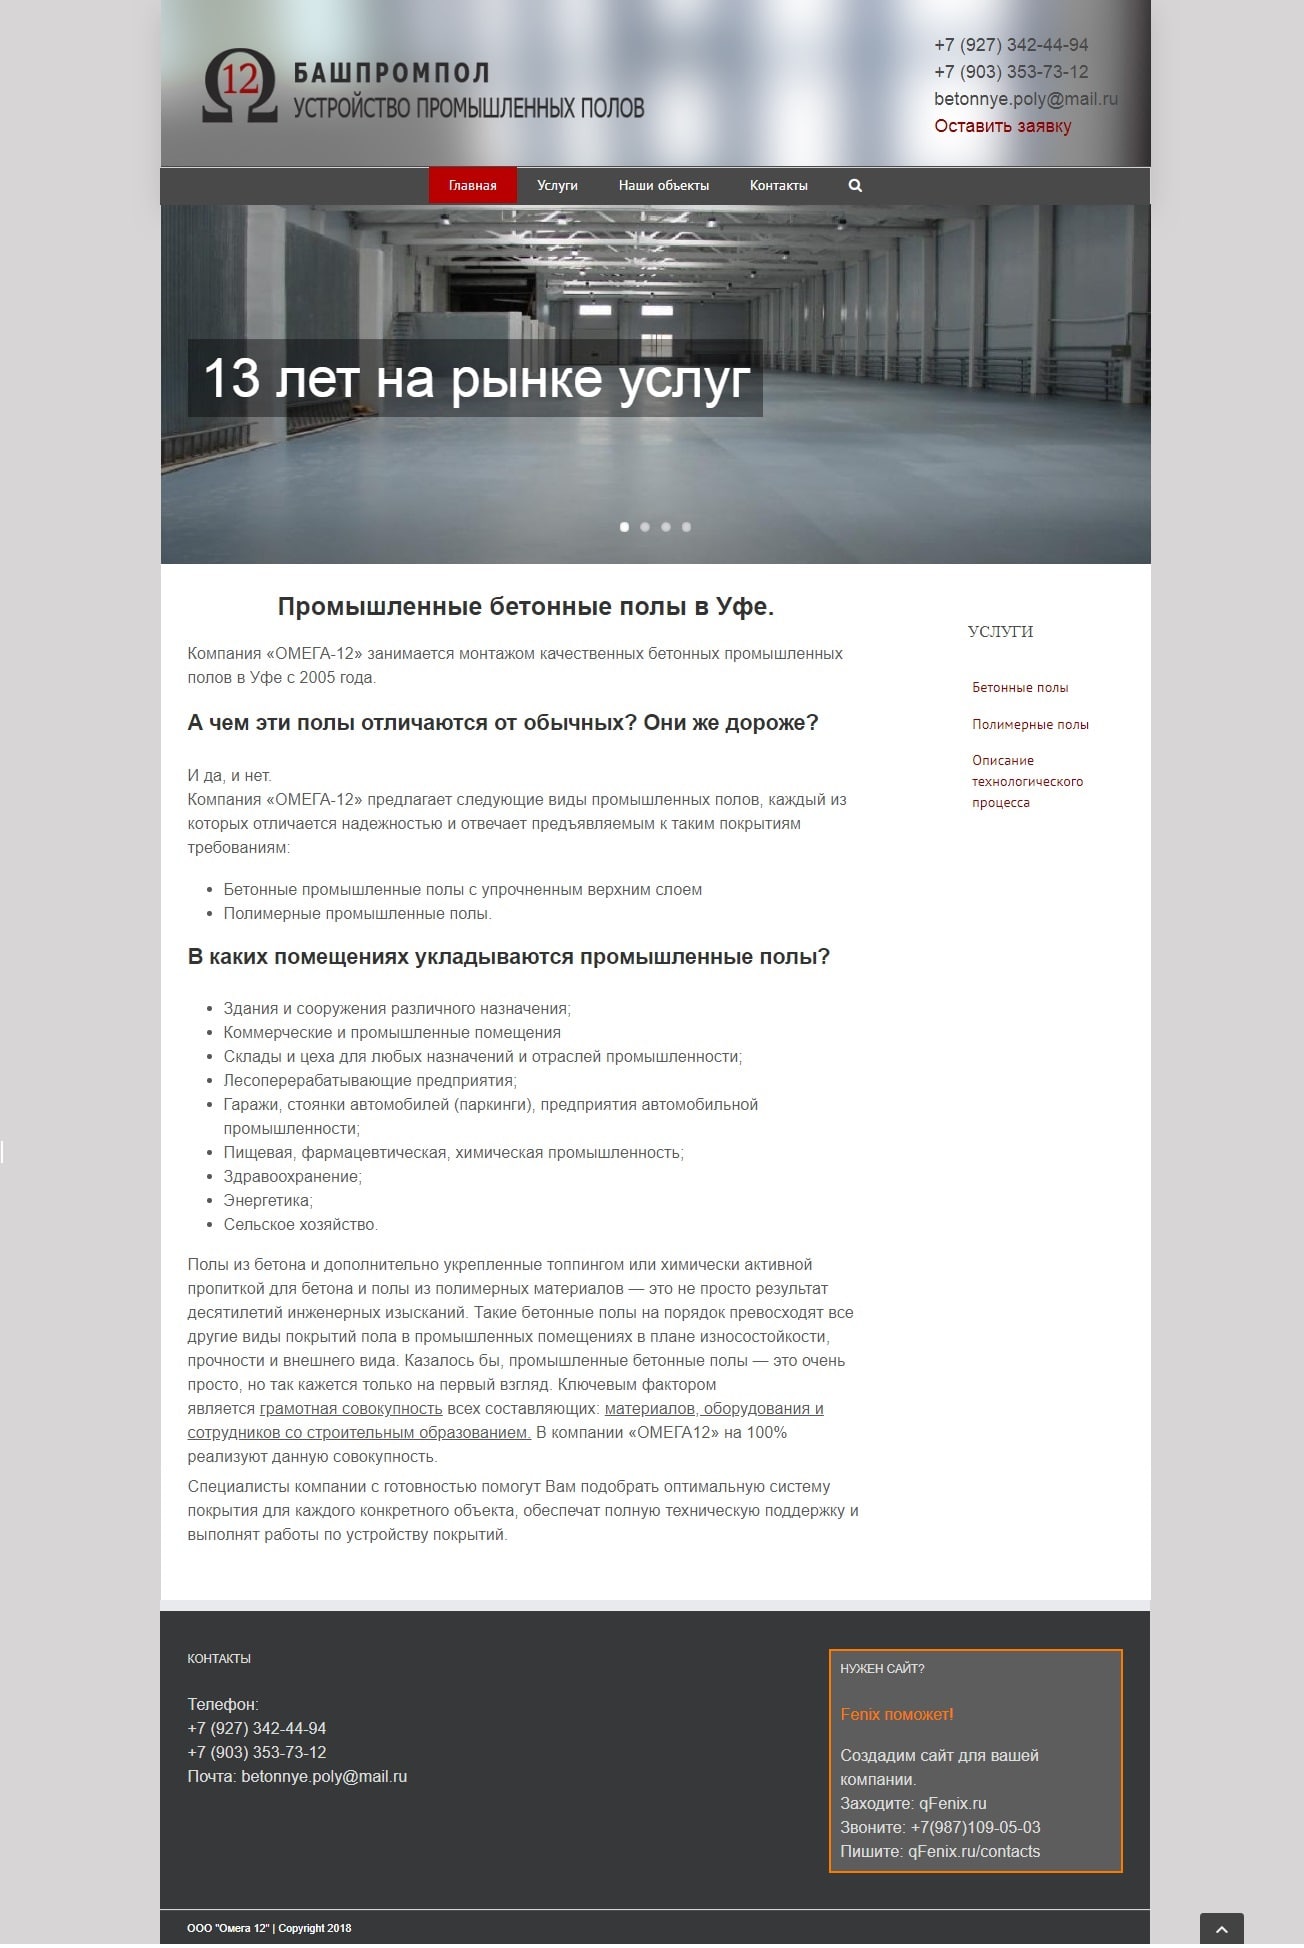 12
БАШПРОМПОЛ
УСТРОЙСТВО ПРОМЫШЛЕННЫХ ПОЛОВ
+7 (927) 342-44-94
+7 (903) 353-73-12
betonnye.poly@mail.ru
Оставить заявку
Главная Услуги Наши объекты Контакты
13 лет на рынке услуг
Промышленные бетонные полы в Уфе.
Компания «ОМЕГА-12» занимается монтажом качественных бетонных промышленных
полов в Уфе с 2005 года.
А чем эти полы отличаются от обычных? Они же дороже?
И да, и нет.
Компания «ОМЕГА-12» предлагает следующие виды промышленных полов, каждый из
которых отличается надежностью и отвечает предъявляемым к таким покрытиям
требованиям:
• Бетонные промышленные полы с упрочненным верхним слоем
• Полимерные промышленные полы.
В каких помещениях укладываются промышленные полы?
• Здания и сооружения различного назначения;
• Коммерческие и промышленные помещения
• Склады и цеха для любых назначений и отраслей промышленности;
• Лесоперерабатывающие предприятия;
• Гаражи, стоянки автомобилей (паркинги), предприятия автомобильной
промышленности;
• Пищевая, фармацевтическая, химическая промышленность;
• Здравоохранение;
• Энергетика;
• Сельское хозяйство.
Полы из бетона и дополнительно укрепленные топпингом или химически активной
пропиткой для бетона и полы из полимерных материалов — это не просто результат
десятилетий инженерных изысканий. Такие бетонные полы на порядок превосходят все
другие виды покрытий пола в промышленных помещениях в плане износостойкости,
прочности и внешнего вида. Казалось бы, промышленные бетонные полы — это очень
просто, но так кажется только на первый взгляд. Ключевым фактором
является грамотная совокупность всех составляющих: материалов, оборудования и
сотрудников со строительным образованием. В компании «ОМЕГА12» на 100%
реализуют данную совокупность.
Специалисты компании с готовностью помогут Вам подобрать оптимальную систему
покрытия для каждого конкретного объекта, обеспечат полную техническую поддержку и
выполнят работы по устройству покрытий.
УСЛУГИ
Бетонные полы
Полимерные полы
Описание
технологического
процесса
КОНТАКТЫ
Телефон:
+7 (927) 342-44-94
+7 (903) 353-73-12
Почта: betonnye.poly@mail.ru
НУЖЕН САЙТ?
Fenix поможет!
Создадим сайт для вашей
компании.
Заходите: qFenix.ru
Звоните: +7(987)109-05-03
Пишите: qFenix.ru/contacts
ООО "Омега 12" | Copyright 2018